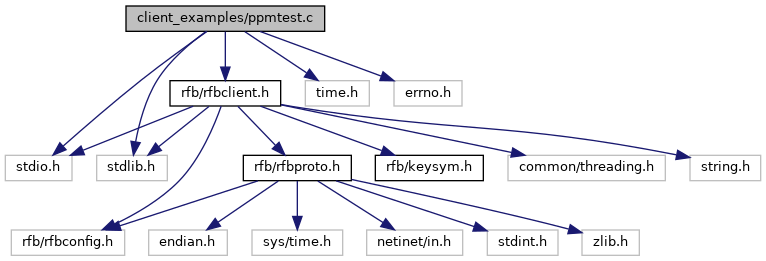 client_examples/ppmtest.c
rfb/rfbclient.h
time.h
errno.h
stdio.h
stdlib.h
rfb/rfbproto.h
rfb/keysym.h
common/threading.h
string.h
rfb/rfbconfig.h
endian.h
sys/time.h
netinet/in.h
stdint.h
zlib.h